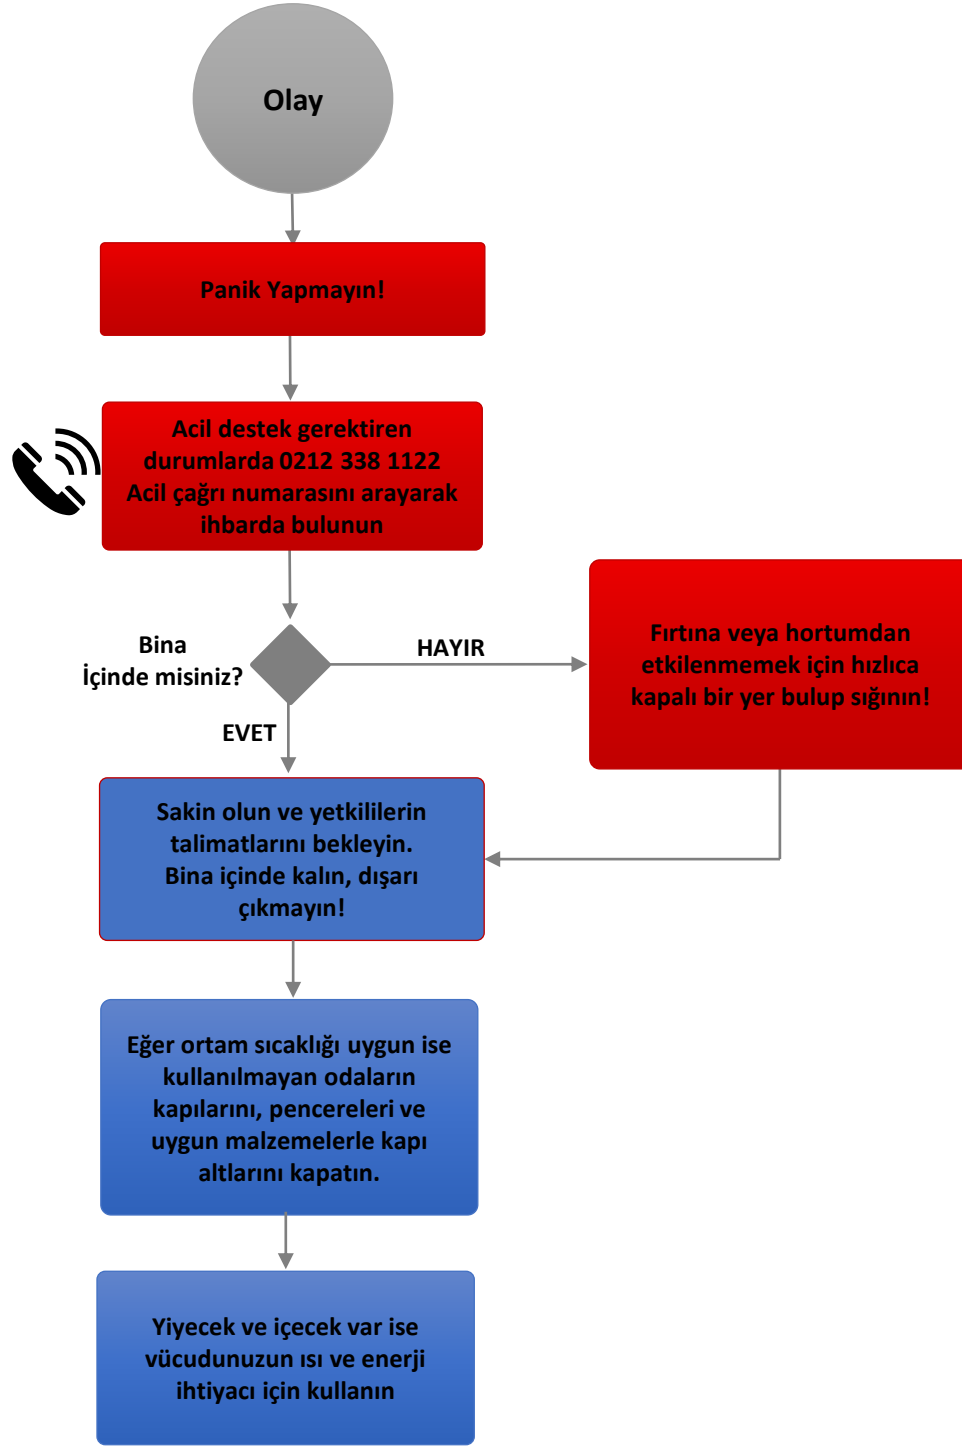 Olay
Panik Yapmayın!
Acil destek gerektiren
durumlarda 0212 338 1122
Acil çağrı numarasını arayarak
ihbarda bulunun
Bina
İçinde misiniz?
HAYIR
Fırtına veya hortumdan
etkilenmemek için hızlıca
kapalı bir yer bulup sığının!
EVET
Sakin olun ve yetkililerin
talimatlarını bekleyin.
Bina içinde kalın, dışarı
çıkmayın!
Eğer ortam sıcaklığı uygun ise
kullanılmayan odaların
kapılarını, pencereleri ve
uygun malzemelerle kapı
altlarını kapatın.
Yiyecek ve içecek var ise
vücudunuzun ısı ve enerji
ihtiyacı için kullanın